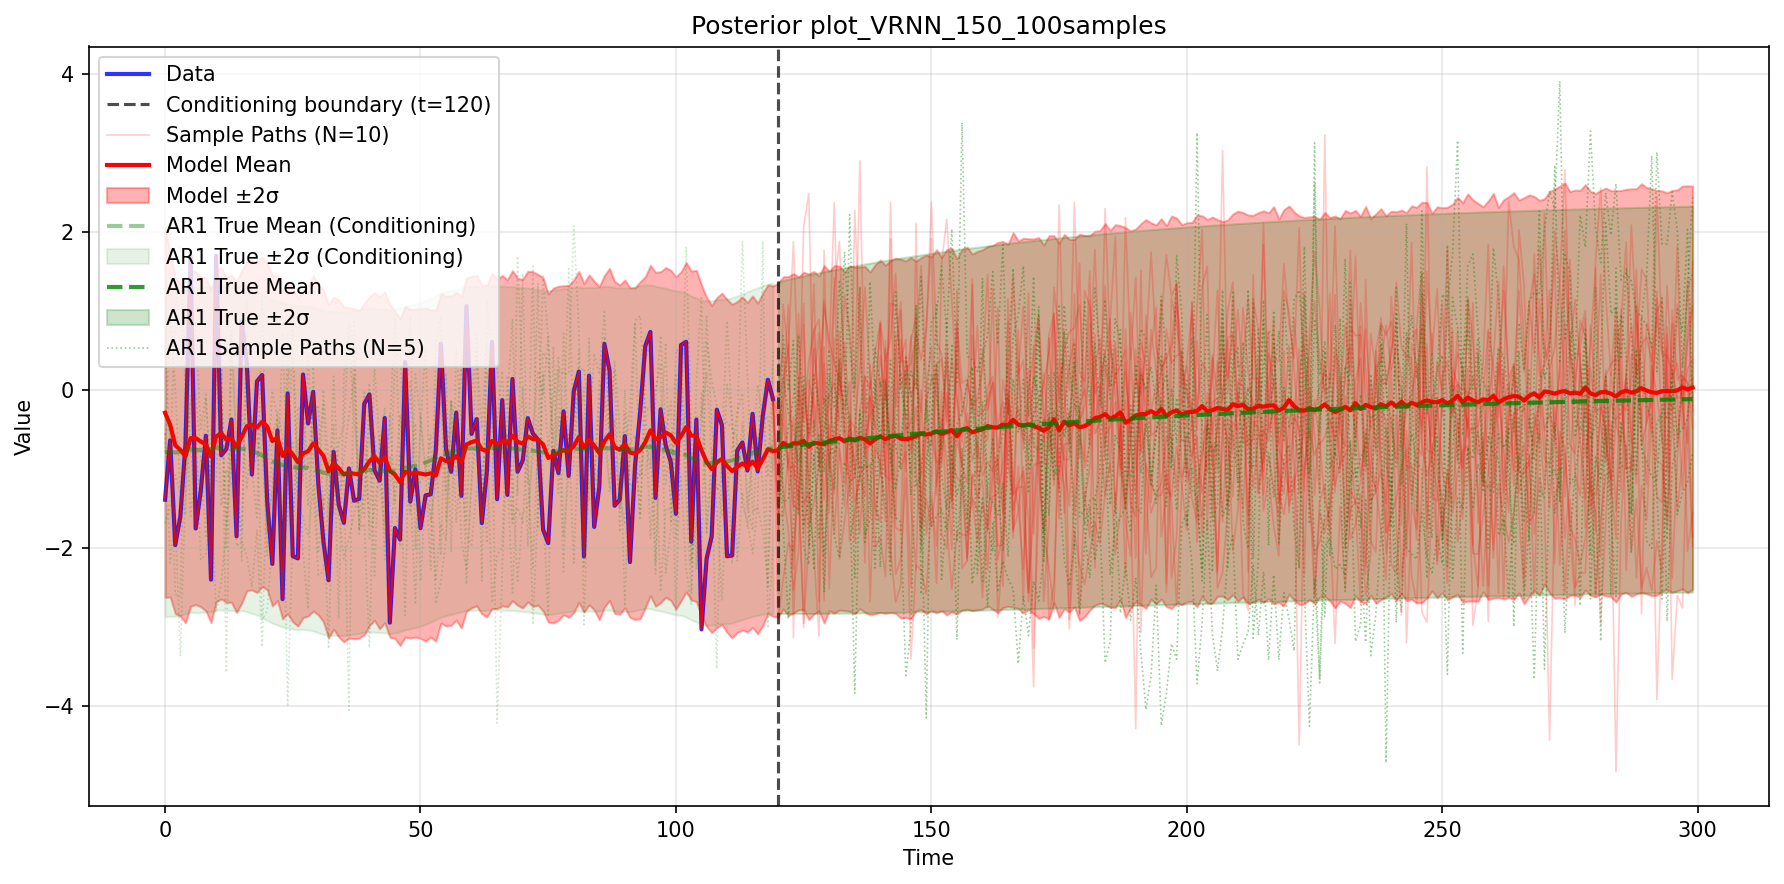 Posterior plot_VRNN_150_100samples
Data
Conditioning boundary (t=120)
Sample Paths (N=10)
Model Mean
Model ±2σ
AR1 True Mean (Conditioning)
AR1 True ±2σ (Conditioning)
AR1 True Mean
AR1 True ±2σ
AR1 Sample Paths (N=5)
4
2
0
−2
−4
Value
0 50 100 150 200 250 300
Time